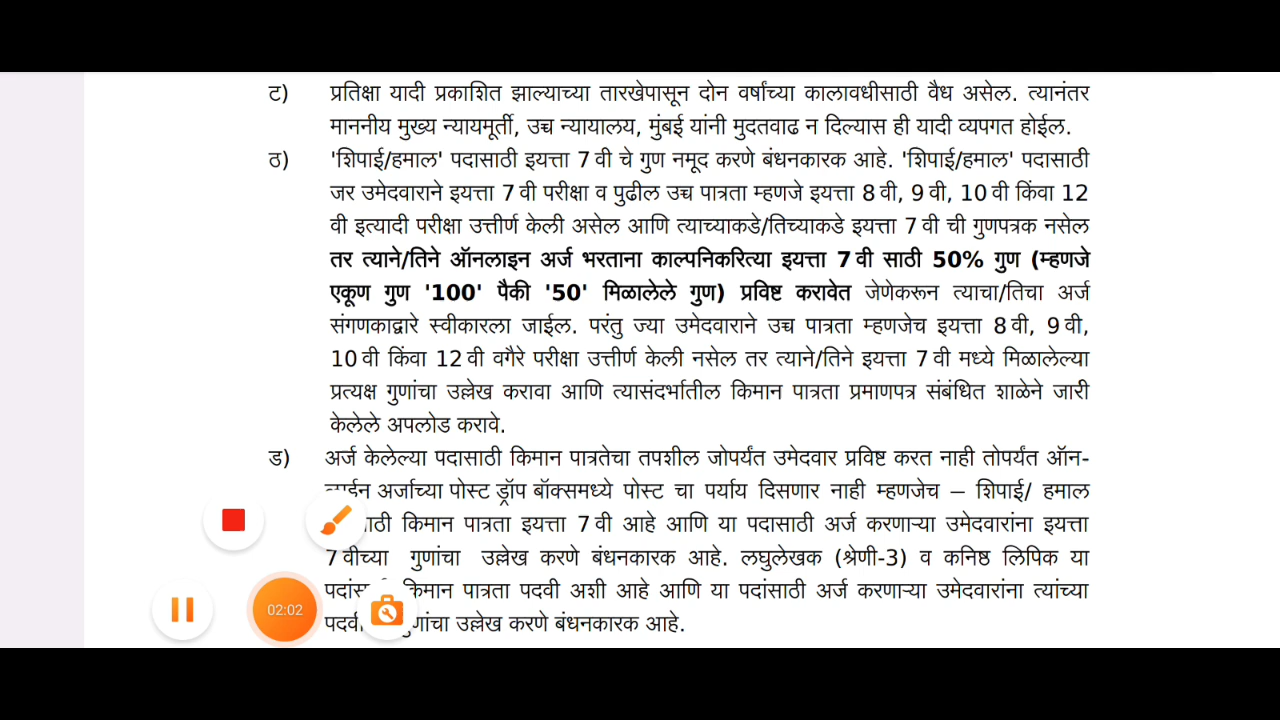 ट) प्रतिक्षा यादी प्रकाशित झाल्याच्या तारखेपासून दोन वर्षांच्या कालावधीसाठी वैध असेल. त्यानंतर
माननीय मुख्य न्यायमूर्ती, उच्च न्यायालय, मुंबई यांनी मुदतवाढ न दिल्यास ही यादी व्यपगत होईल.
ठ) 'शिपाई/हमाल' पदासाठी इयत्ता 7 वी चे गुण नमूद करणे बंधनकारक आहे. 'शिपाई/हमाल' पदासाठी
जर उमेदवाराने इयत्ता 7 वी परीक्षा व पुढील उच्च पात्रता म्हणजे इयत्ता 8 वी, 9 वी, 10 वी किंवा 12
वी इत्यादी परीक्षा उत्तीर्ण केली असेल आणि त्याच्याकडे/तिच्याकडे इयत्ता 7 वी ची गुणपत्रक नसेल
तर त्याने/तिने ऑनलाइन अर्ज भरताना काल्पनिकरित्या इयत्ता 7 वी साठी 50% गुण (म्हणजे
एकूण गुण '100' पैकी '50' मिळालेले गुण) प्रविष्ट करावेत जेणेकरून त्याचा/तिचा अर्ज
संगणकाद्वारे स्वीकारला जाईल. परंतु ज्या उमेदवाराने उच्च पात्रता म्हणजेच इयत्ता 8 वी, 9 वी,
10 वी किंवा 12 वी वगैरे परीक्षा उत्तीर्ण केली नसेल तर त्याने/तिने इयत्ता 7 वी मध्ये मिळालेल्या
प्रत्यक्ष गुणांचा उल्लेख करावा आणि त्यासंदर्भातील किमान पात्रता प्रमाणपत्र संबंधित शाळेने जारी
केलेले अपलोड करावे.
ड) अर्ज केलेल्या पदासाठी किमान पात्रतेचा तपशील जोपर्यंत उमेदवार प्रविष्ट करत नाही तोपर्यंत ऑन-
अर्जाच्या पोस्ट ड्रॉप बॉक्समध्ये पोस्ट चा पर्याय दिसणार नाही म्हणजेच – शिपाई/ हमाल
किमान पात्रता इयत्ता 7 वी आहे आणि या पदासाठी अर्ज करणाऱ्या उमेदवारांना इयत्ता
7 वीच्या गुणांचा उल्लेख करणे बंधनकारक आहे. लघुलेखक (श्रेणी-3) व कनिष्ठ लिपिक या
किमान पात्रता पदवी अशी आहे आणि या पदांसाठी अर्ज करणाऱ्या उमेदवारांना त्यांच्या
उल्लेख करणे बंधनकारक आहे.
02:02